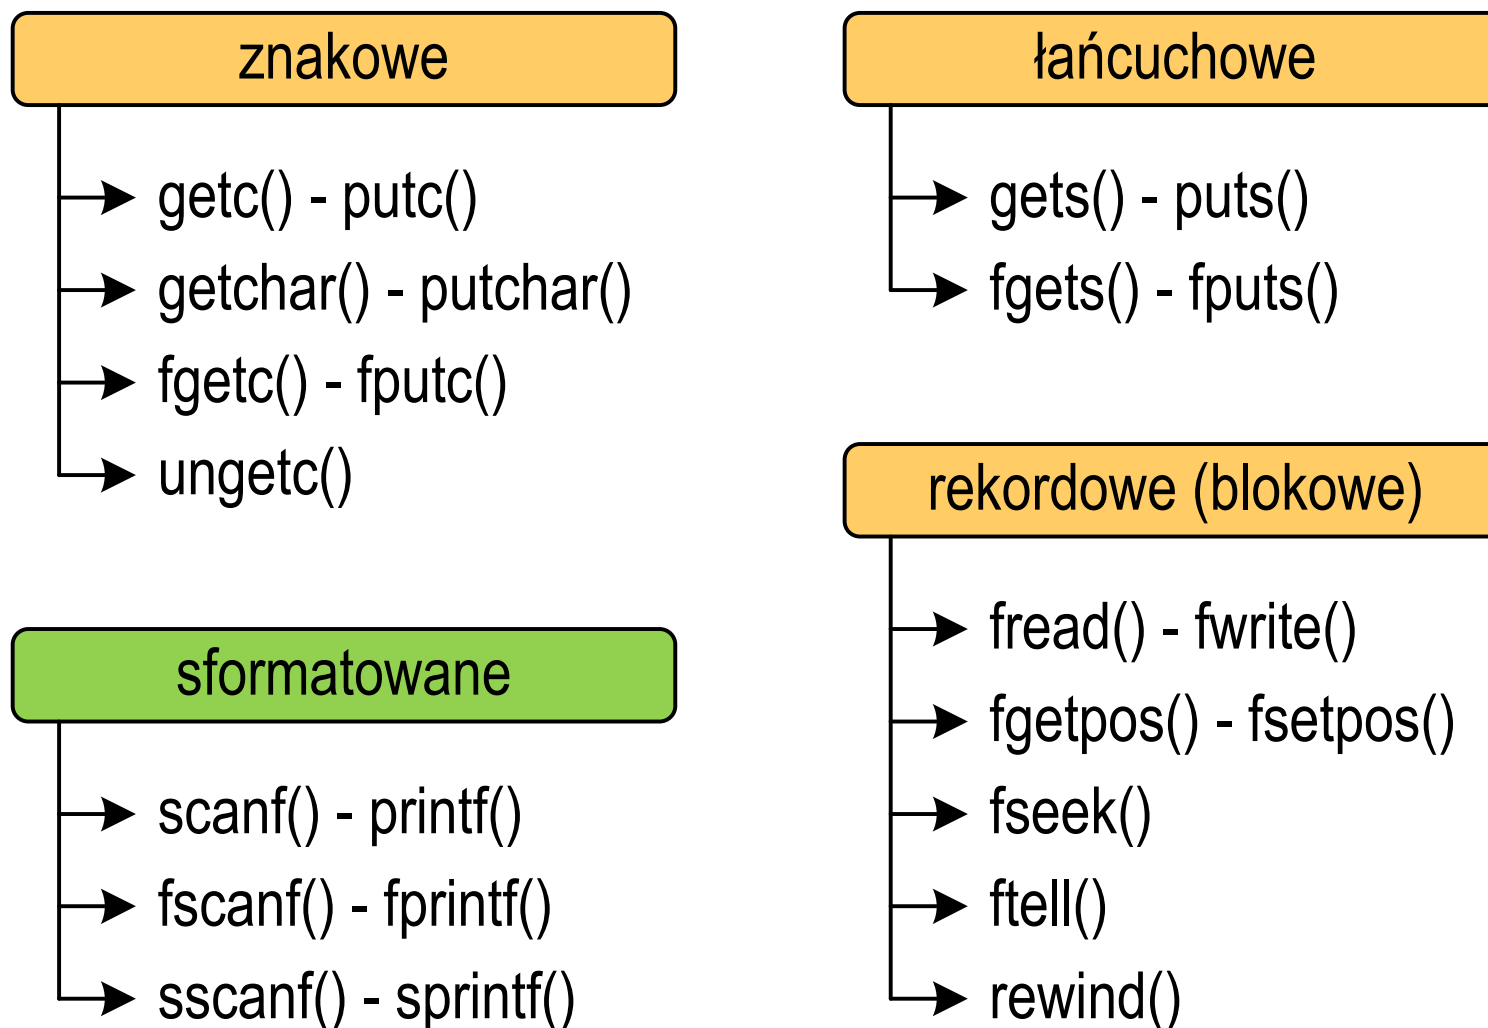 znakowe
getc() - putc()
getchar() - putchar()
fgetc() - fputc()
ungetc()
sformatowane
scanf() - printf()
fscanf() - fprintf()
sscanf() - sprintf()
łańcuchowe
gets() - puts()
fgets() - fputs()
rekordowe (blokowe)
fread() - fwrite()
fgetpos() - fsetpos()
fseek()
ftell()
rewind()